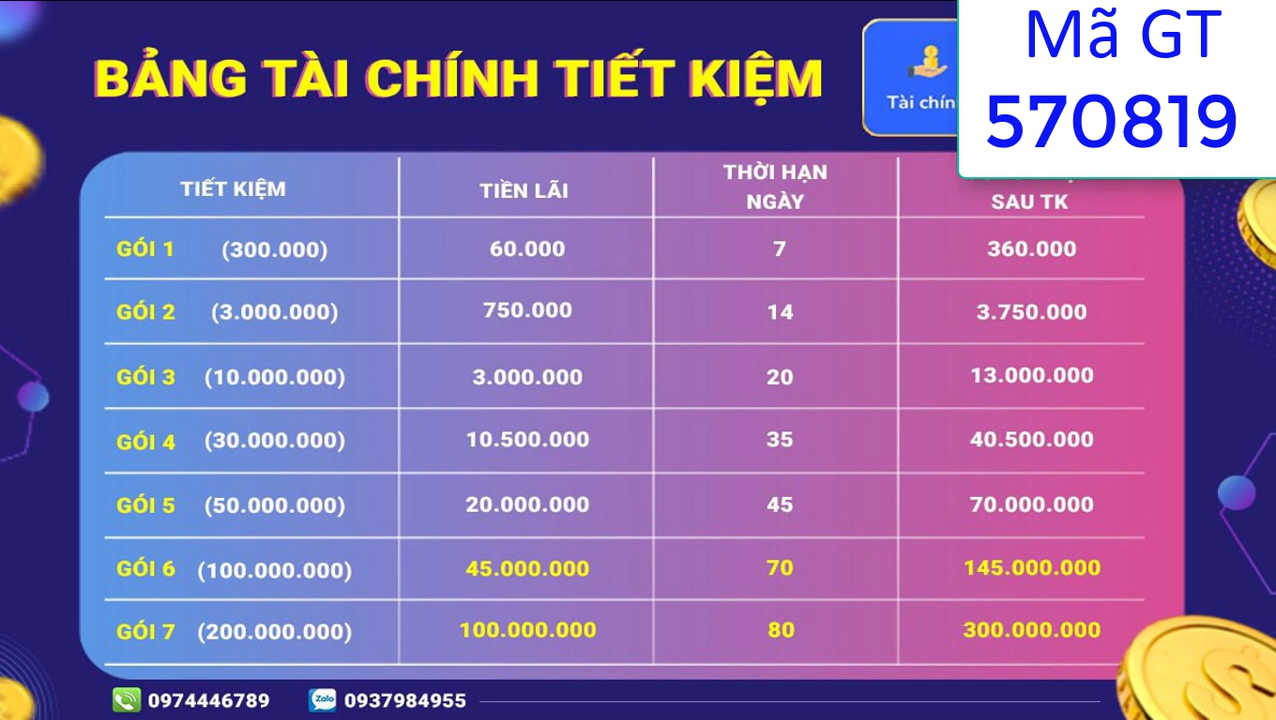 Mã GT
570819
BẢNG TÀI CHÍNH TIẾT KIỆM
Tài
TIẾT KIỆM
TIỀN LÃI
THỜI HẠN
NGÀY
SAU TK
GÓI 1 (300.000) 60.000 7 360.000
GÓI 2 (3.000.000) 750.000 14 3.750.000
GÓI 3 (10.000.000) 3.000.000 20 13.000.000
GÓI 4 (30.000.000) 10.500.000 35 40.500.000
GÓI 5 (50.000.000) 20.000.000 45 70.000.000
GÓI 6 (100.000.000) 45.000.000 70 145.000.000
GÓI 7 (200.000.000) 100.000.000 80 300.000.000
0974446789 Zalo 0937984955